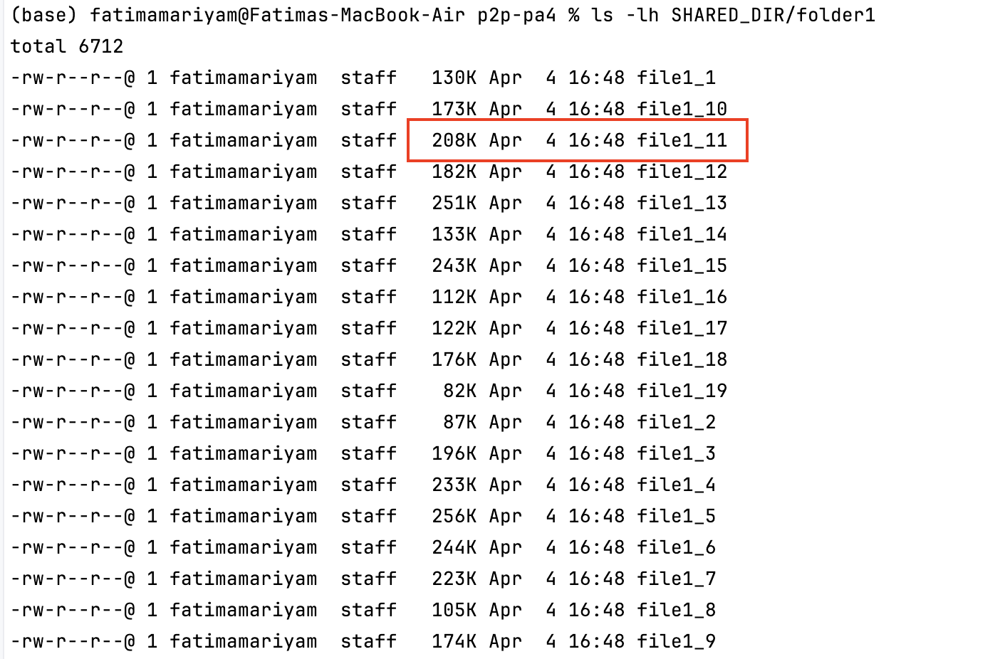 (base) fatimamariyam@Fatimas-MacBook-Air p2p-pa4 % ls -lh SHARED_DIR/folder1
total 6712
-rw-r--r--@ 1 fatimamariyam  staff   130K Apr  4 16:48 file1_1
-rw-r--r--@ 1 fatimamariyam  staff   173K Apr  4 16:48 file1_10
-rw-r--r--@ 1 fatimamariyam  staff   208K Apr  4 16:48 file1_11
-rw-r--r--@ 1 fatimamariyam  staff   182K Apr  4 16:48 file1_12
-rw-r--r--@ 1 fatimamariyam  staff   251K Apr  4 16:48 file1_13
-rw-r--r--@ 1 fatimamariyam  staff   133K Apr  4 16:48 file1_14
-rw-r--r--@ 1 fatimamariyam  staff   243K Apr  4 16:48 file1_15
-rw-r--r--@ 1 fatimamariyam  staff   112K Apr  4 16:48 file1_16
-rw-r--r--@ 1 fatimamariyam  staff   122K Apr  4 16:48 file1_17
-rw-r--r--@ 1 fatimamariyam  staff   176K Apr  4 16:48 file1_18
-rw-r--r--@ 1 fatimamariyam  staff    82K Apr  4 16:48 file1_19
-rw-r--r--@ 1 fatimamariyam  staff    87K Apr  4 16:48 file1_2
-rw-r--r--@ 1 fatimamariyam  staff   196K Apr  4 16:48 file1_3
-rw-r--r--@ 1 fatimamariyam  staff   233K Apr  4 16:48 file1_4
-rw-r--r--@ 1 fatimamariyam  staff   256K Apr  4 16:48 file1_5
-rw-r--r--@ 1 fatimamariyam  staff   244K Apr  4 16:48 file1_6
-rw-r--r--@ 1 fatimamariyam  staff   223K Apr  4 16:48 file1_7
-rw-r--r--@ 1 fatimamariyam  staff   105K Apr  4 16:48 file1_8
-rw-r--r--@ 1 fatimamariyam  staff   174K Apr  4 16:48 file1_9